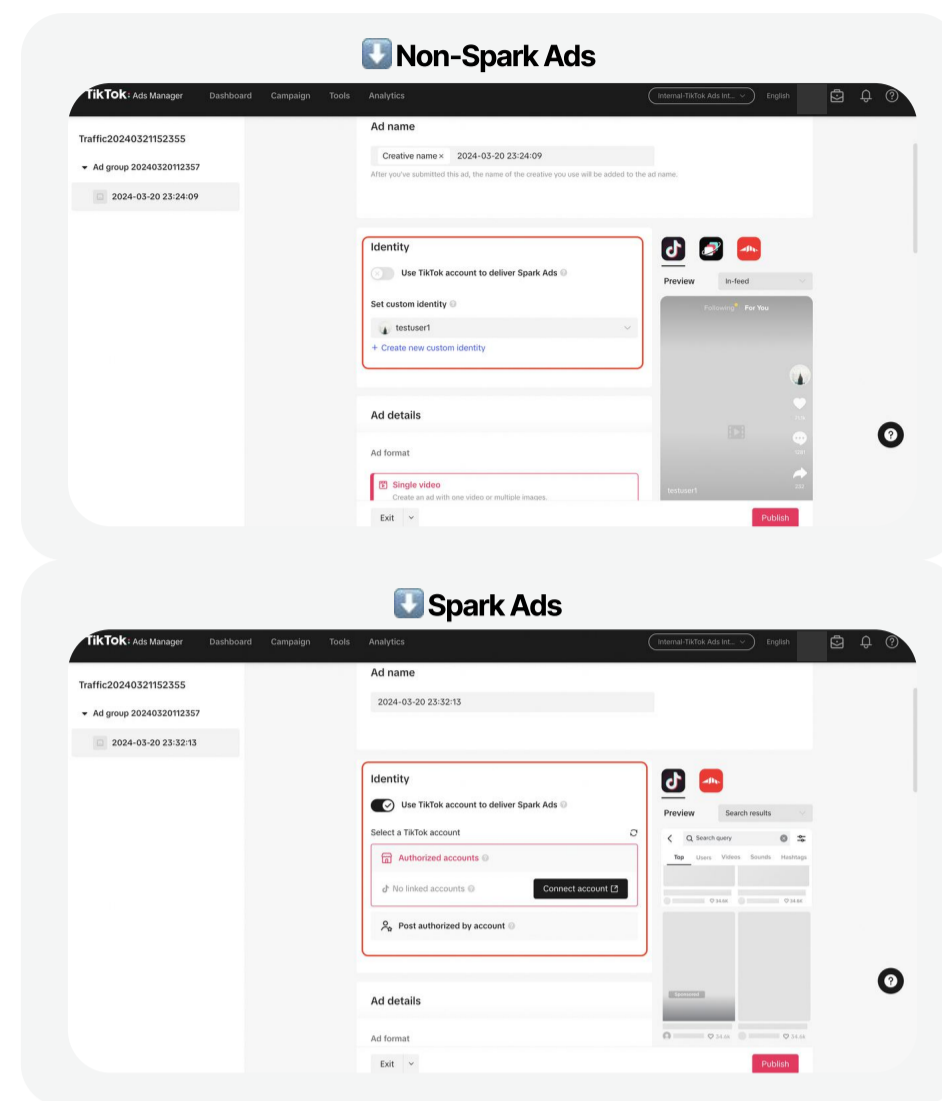 Non-Spark Ads
TikTok: Ads Manager Dashboard Campaign Tools Analytics Internal-TikTok Ads Int... English
Traffic20240321152355
Ad group 20240320112357
2024-03-20 23:24:09
Ad name
Creative name × 2024-03-20 23:24:09
After you've submitted this ad, the name of the creative you use will be added to the ad name.
Identity
Use TikTok account to deliver Spark Ads
Set custom identity
testuser1
+ Create new custom identity
Preview In-feed
Following For You
testuser1
Ad details
Ad format
Single video
Create an ad with one video or multiple images.
Exit
Publish
Spark Ads
TikTok: Ads Manager Dashboard Campaign Tools Analytics Internal-TikTok Ads Int... English
Traffic20240321152355
Ad group 20240320112357
2024-03-20 23:32:13
Ad name
2024-03-20 23:32:13
Identity
Use TikTok account to deliver Spark Ads
Select a TikTok account
Authorized accounts
No linked accounts Connect account
Post authorized by account
Preview Search results
Search query
Top Users Videos Sounds Hashtags
34.6K 34.6K
Sponsored
34.6K 34.6K
Ad details
Ad format
Exit
Publish